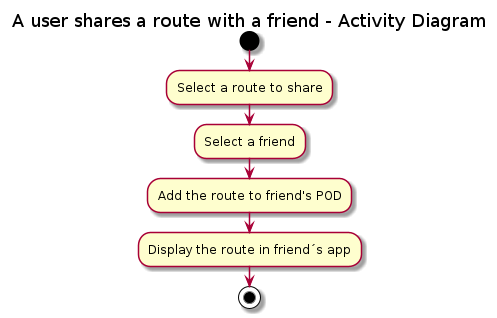 A user shares a route with a friend - Activity Diagram
Select a route to share
Select a friend
Add the route to friend's POD
Display the route in friend´s app